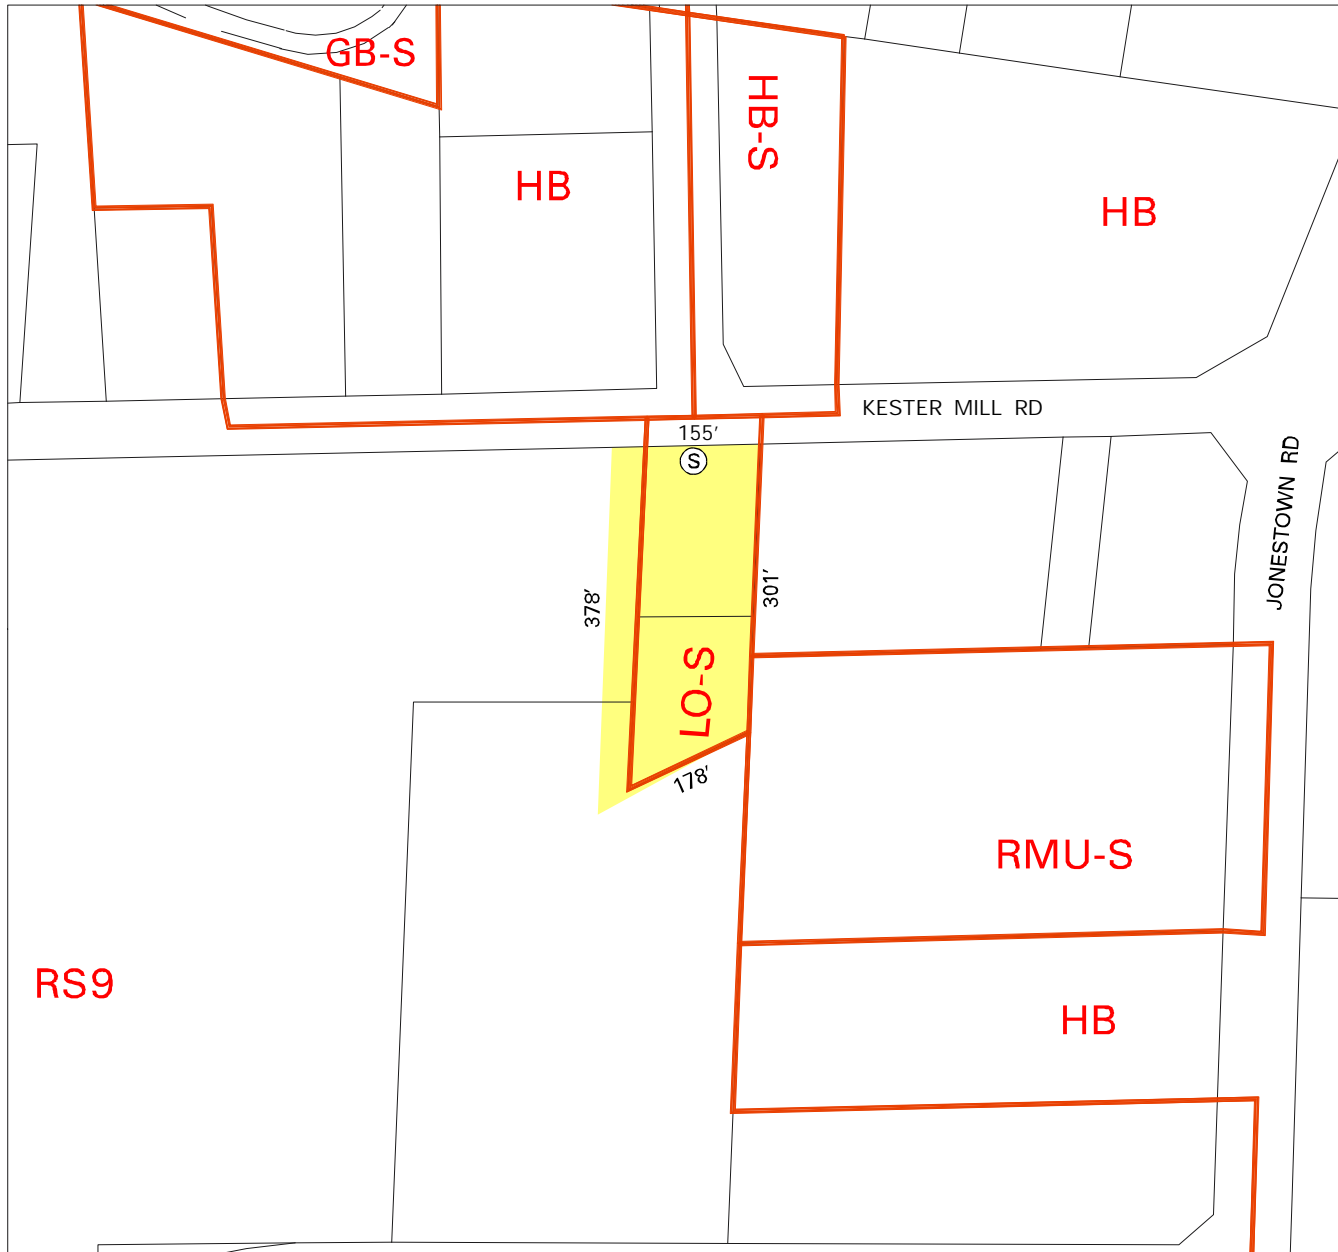 GB-S
HB-S
HB
HB
KESTER MILL RD
155'
S
JONESTOWN RD
378'
301'
LO-S
178'
RMU-S
RS9
HB